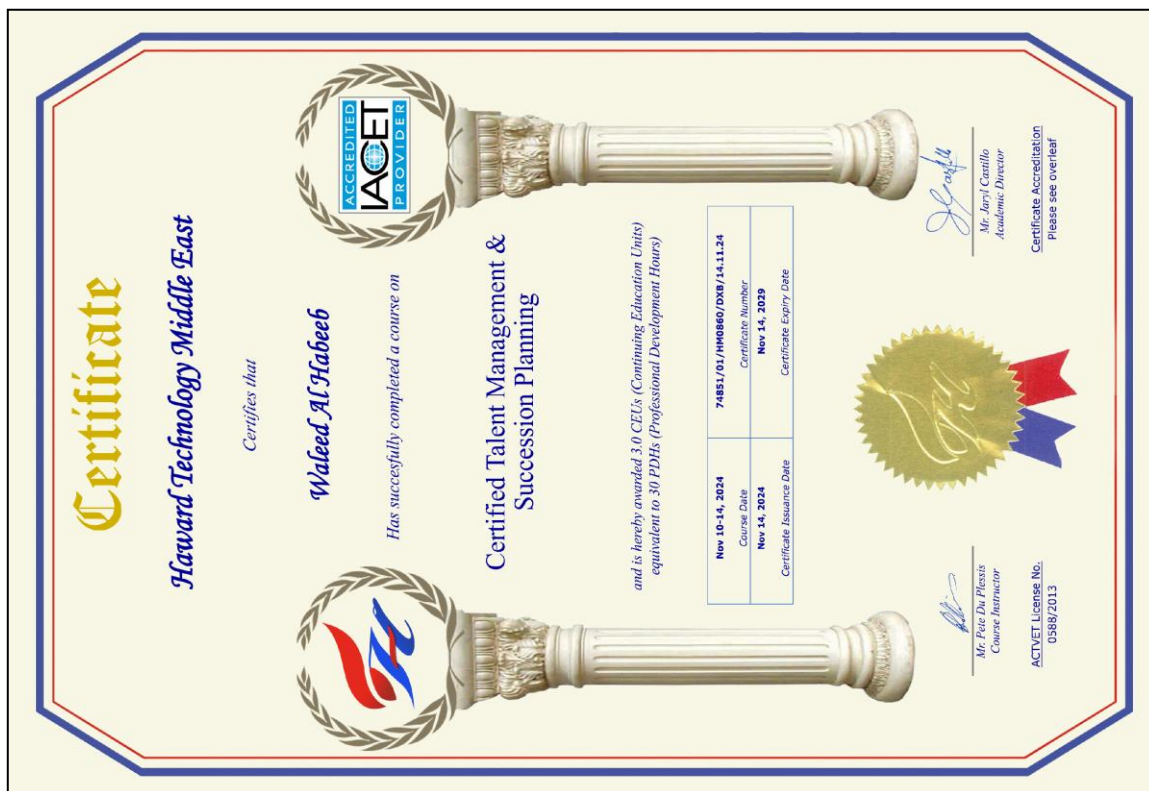 Certificate
Haward Technology Middle East
Certifies that
Waleed Al Habeeb
Has succesfully completed a course on
Certified Talent Management &
Succession Planning
and is hereby awarded 3.0 CEUs (Continuing Education Units)
equivalent to 30 PDHs (Professional Development Hours)
Nov 10-14, 2024
74851/01/HM0860/DXB/14.11.24
Course Date
Certificate Number
Nov 14, 2024
Nov 14, 2029
Certificate Issuance Date
Certificate Expiry Date
ACCREDITED
IACET
PROVIDER
Mr. Pete Du Plessis
Course Instructor
Mr. Jaryl Castillo
Academic Director
ACTVET License No.
0588/2013
Certificate Accreditation
Please see overleaf